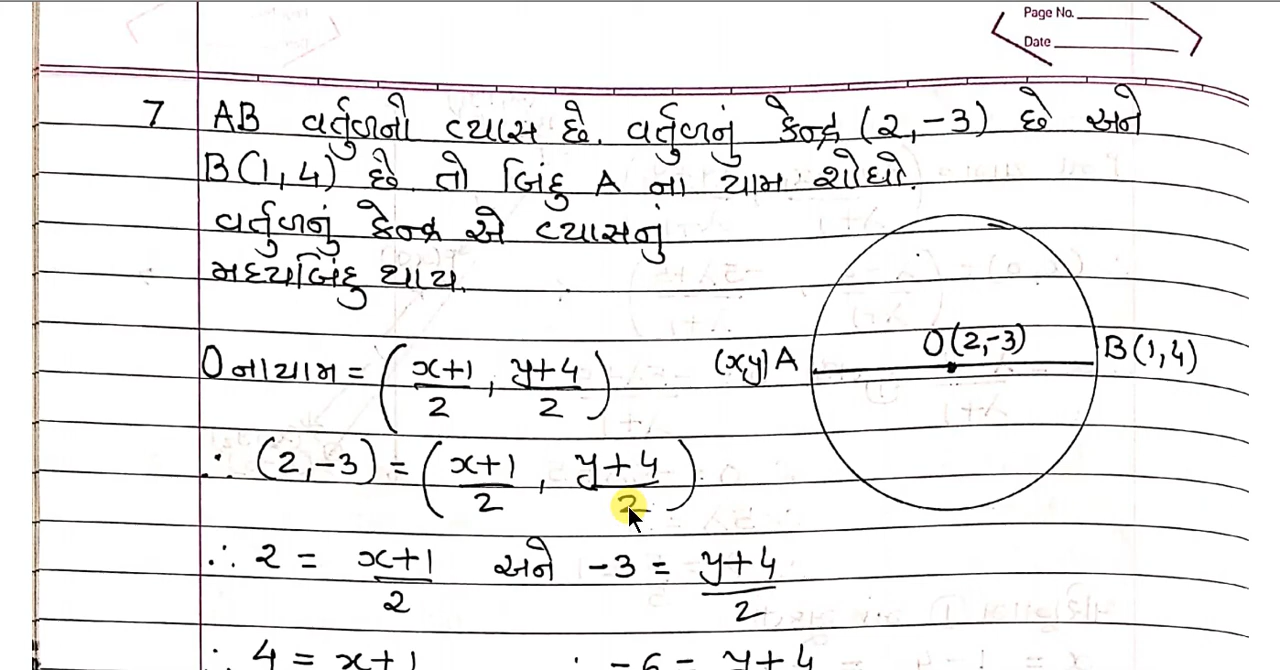 Page No.
Date
7 AB વર્તુળનો વ્યાસ છે. વર્તુળનું કેન્દ્ર (2,-3) છે અને
B(1,4) છે તો બિંદુ A ના યામ શોધો.
વર્તુળનું કેન્દ્ર એ વ્યાસનું
મધ્યબિંદુ થાય.
(x,y) A O(2,-3) B(1,4)
O ના યામ = (x+1/2, y+4/2)
∴ (2,-3) = (x+1/2, y+4/2)
∴ 2 = x+1/2 અને -3 = y+4/2
∴ 4 = x+1 ∴ -6 = y+4